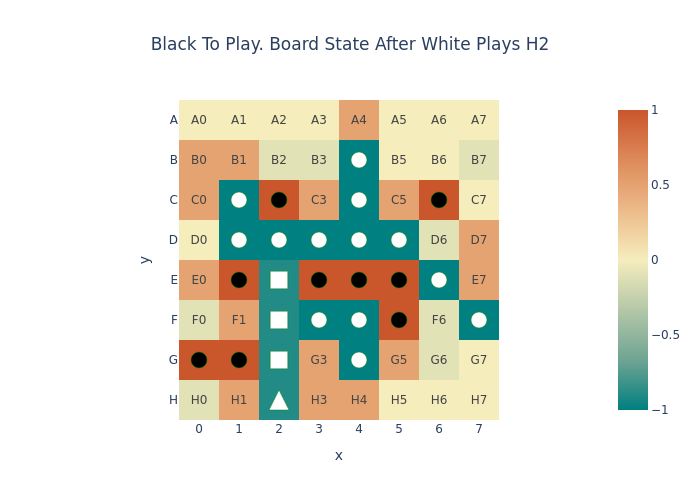 Black To Play. Board State After White Plays H2
A A0 A1 A2 A3 A4 A5 A6 A7
B B0 B1 B2 B3 B5 B6 B7
C C0 C3 C5 C7
D D0 D6 D7
E E0 E7
F F0 F1 F6
G G3 G5 G6 G7
H H0 H1 H3 H4 H5 H6 H7
0 1 2 3 4 5 6 7
x
y
1
0.5
0
−0.5
−1